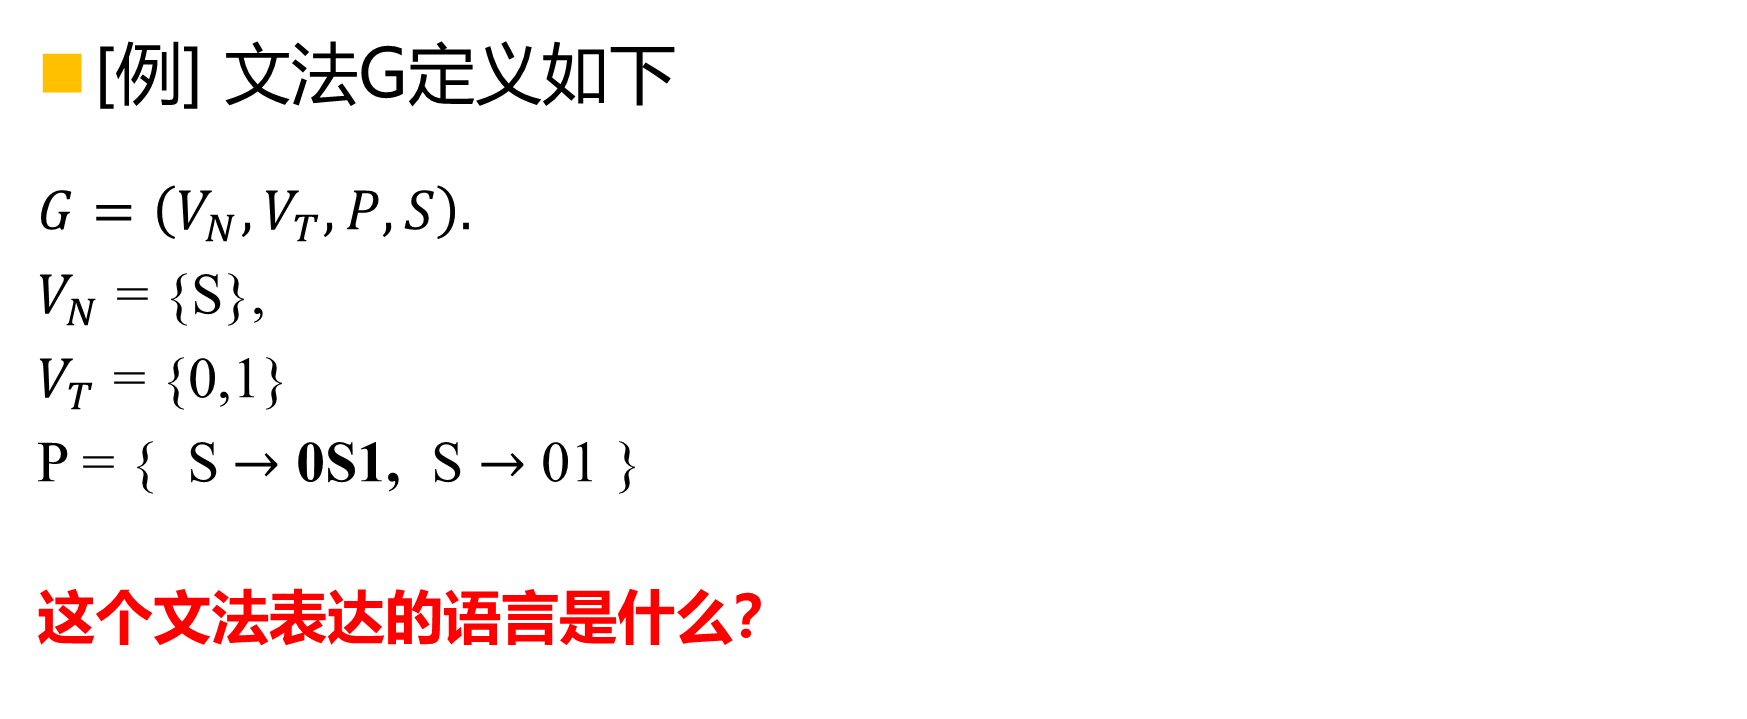 [例] 文法G定义如下
G = (V_N, V_T, P, S).
V_N = {S},
V_T = {0,1}
P = { S → 0S1, S → 01 }
这个文法表达的语言是什么？